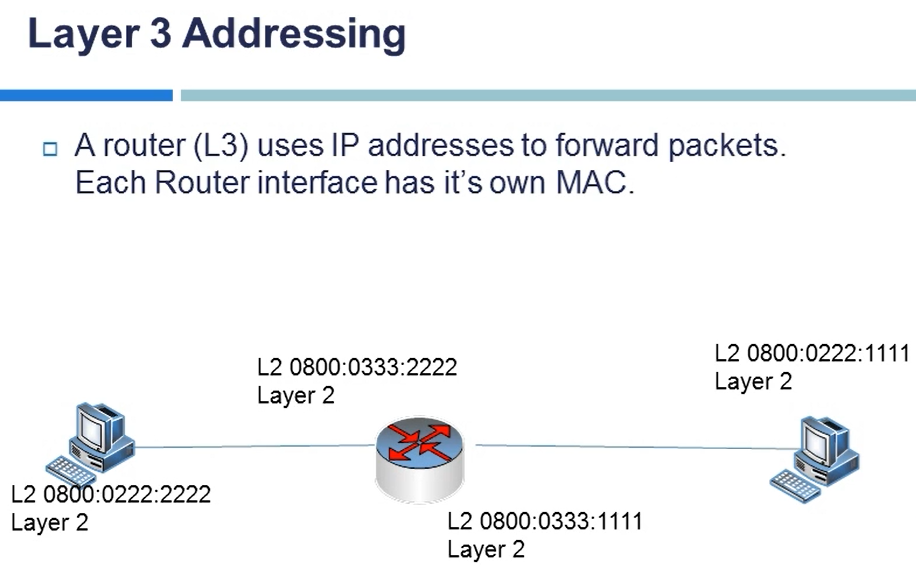 Layer 3 Addressing
A router (L3) uses IP addresses to forward packets.
Each Router interface has it's own MAC.
L2 0800:0333:2222
Layer 2
L2 0800:0222:1111
Layer 2
L2 0800:0222:2222
Layer 2
L2 0800:0333:1111
Layer 2